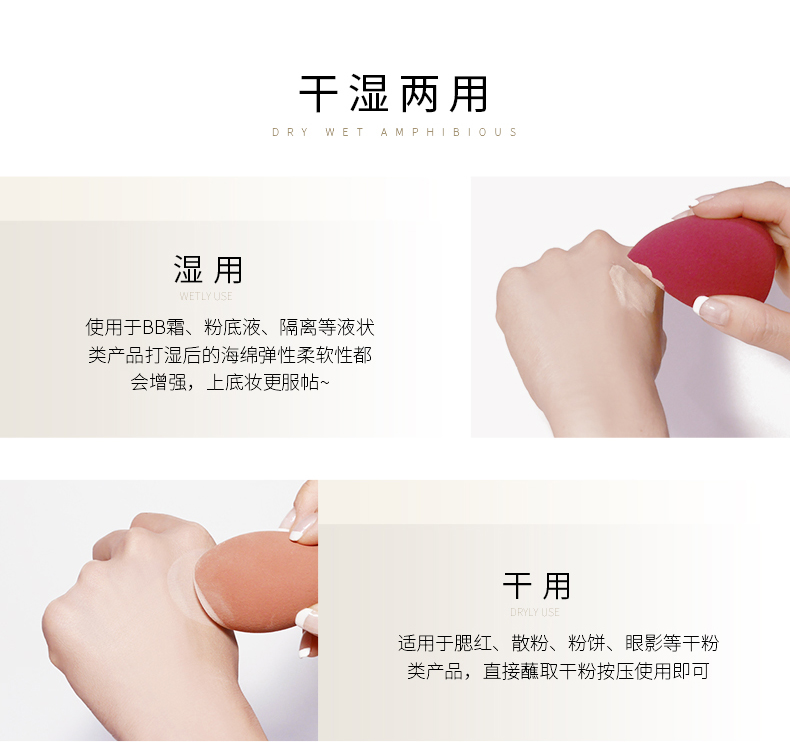 干湿两用
DRY WET AMPHIBIOUS
湿用
WETLY USE
使用于BB霜、粉底液、隔离等液状
类产品打湿后的海绵弹性柔软性都
会增强，上底妆更服帖~
干用
DRYLY USE
适用于腮红、散粉、粉饼、眼影等干粉
类产品，直接蘸取干粉按压使用即可